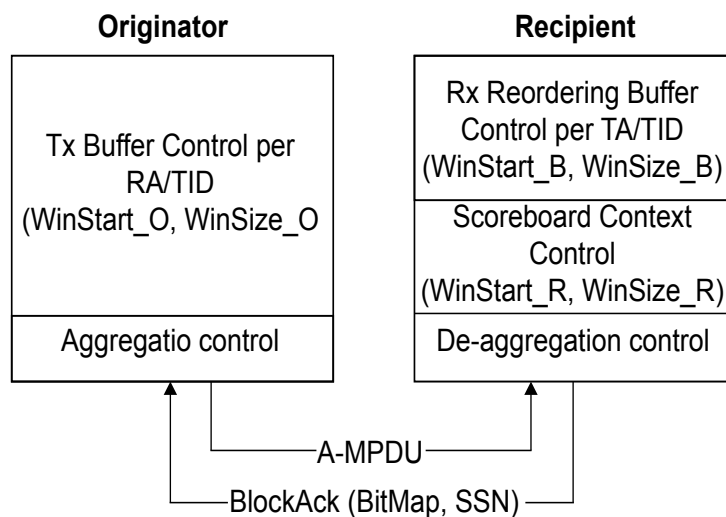 Originator
Tx Buffer Control per
RA/TID
(WinStart_O, WinSize_O
Aggregatio control
Recipient
Rx Reordering Buffer
Control per TA/TID
(WinStart_B, WinSize_B)
Scoreboard Context
Control
(WinStart_R, WinSize_R)
De-aggregation control
A-MPDU
BlockAck (BitMap, SSN)